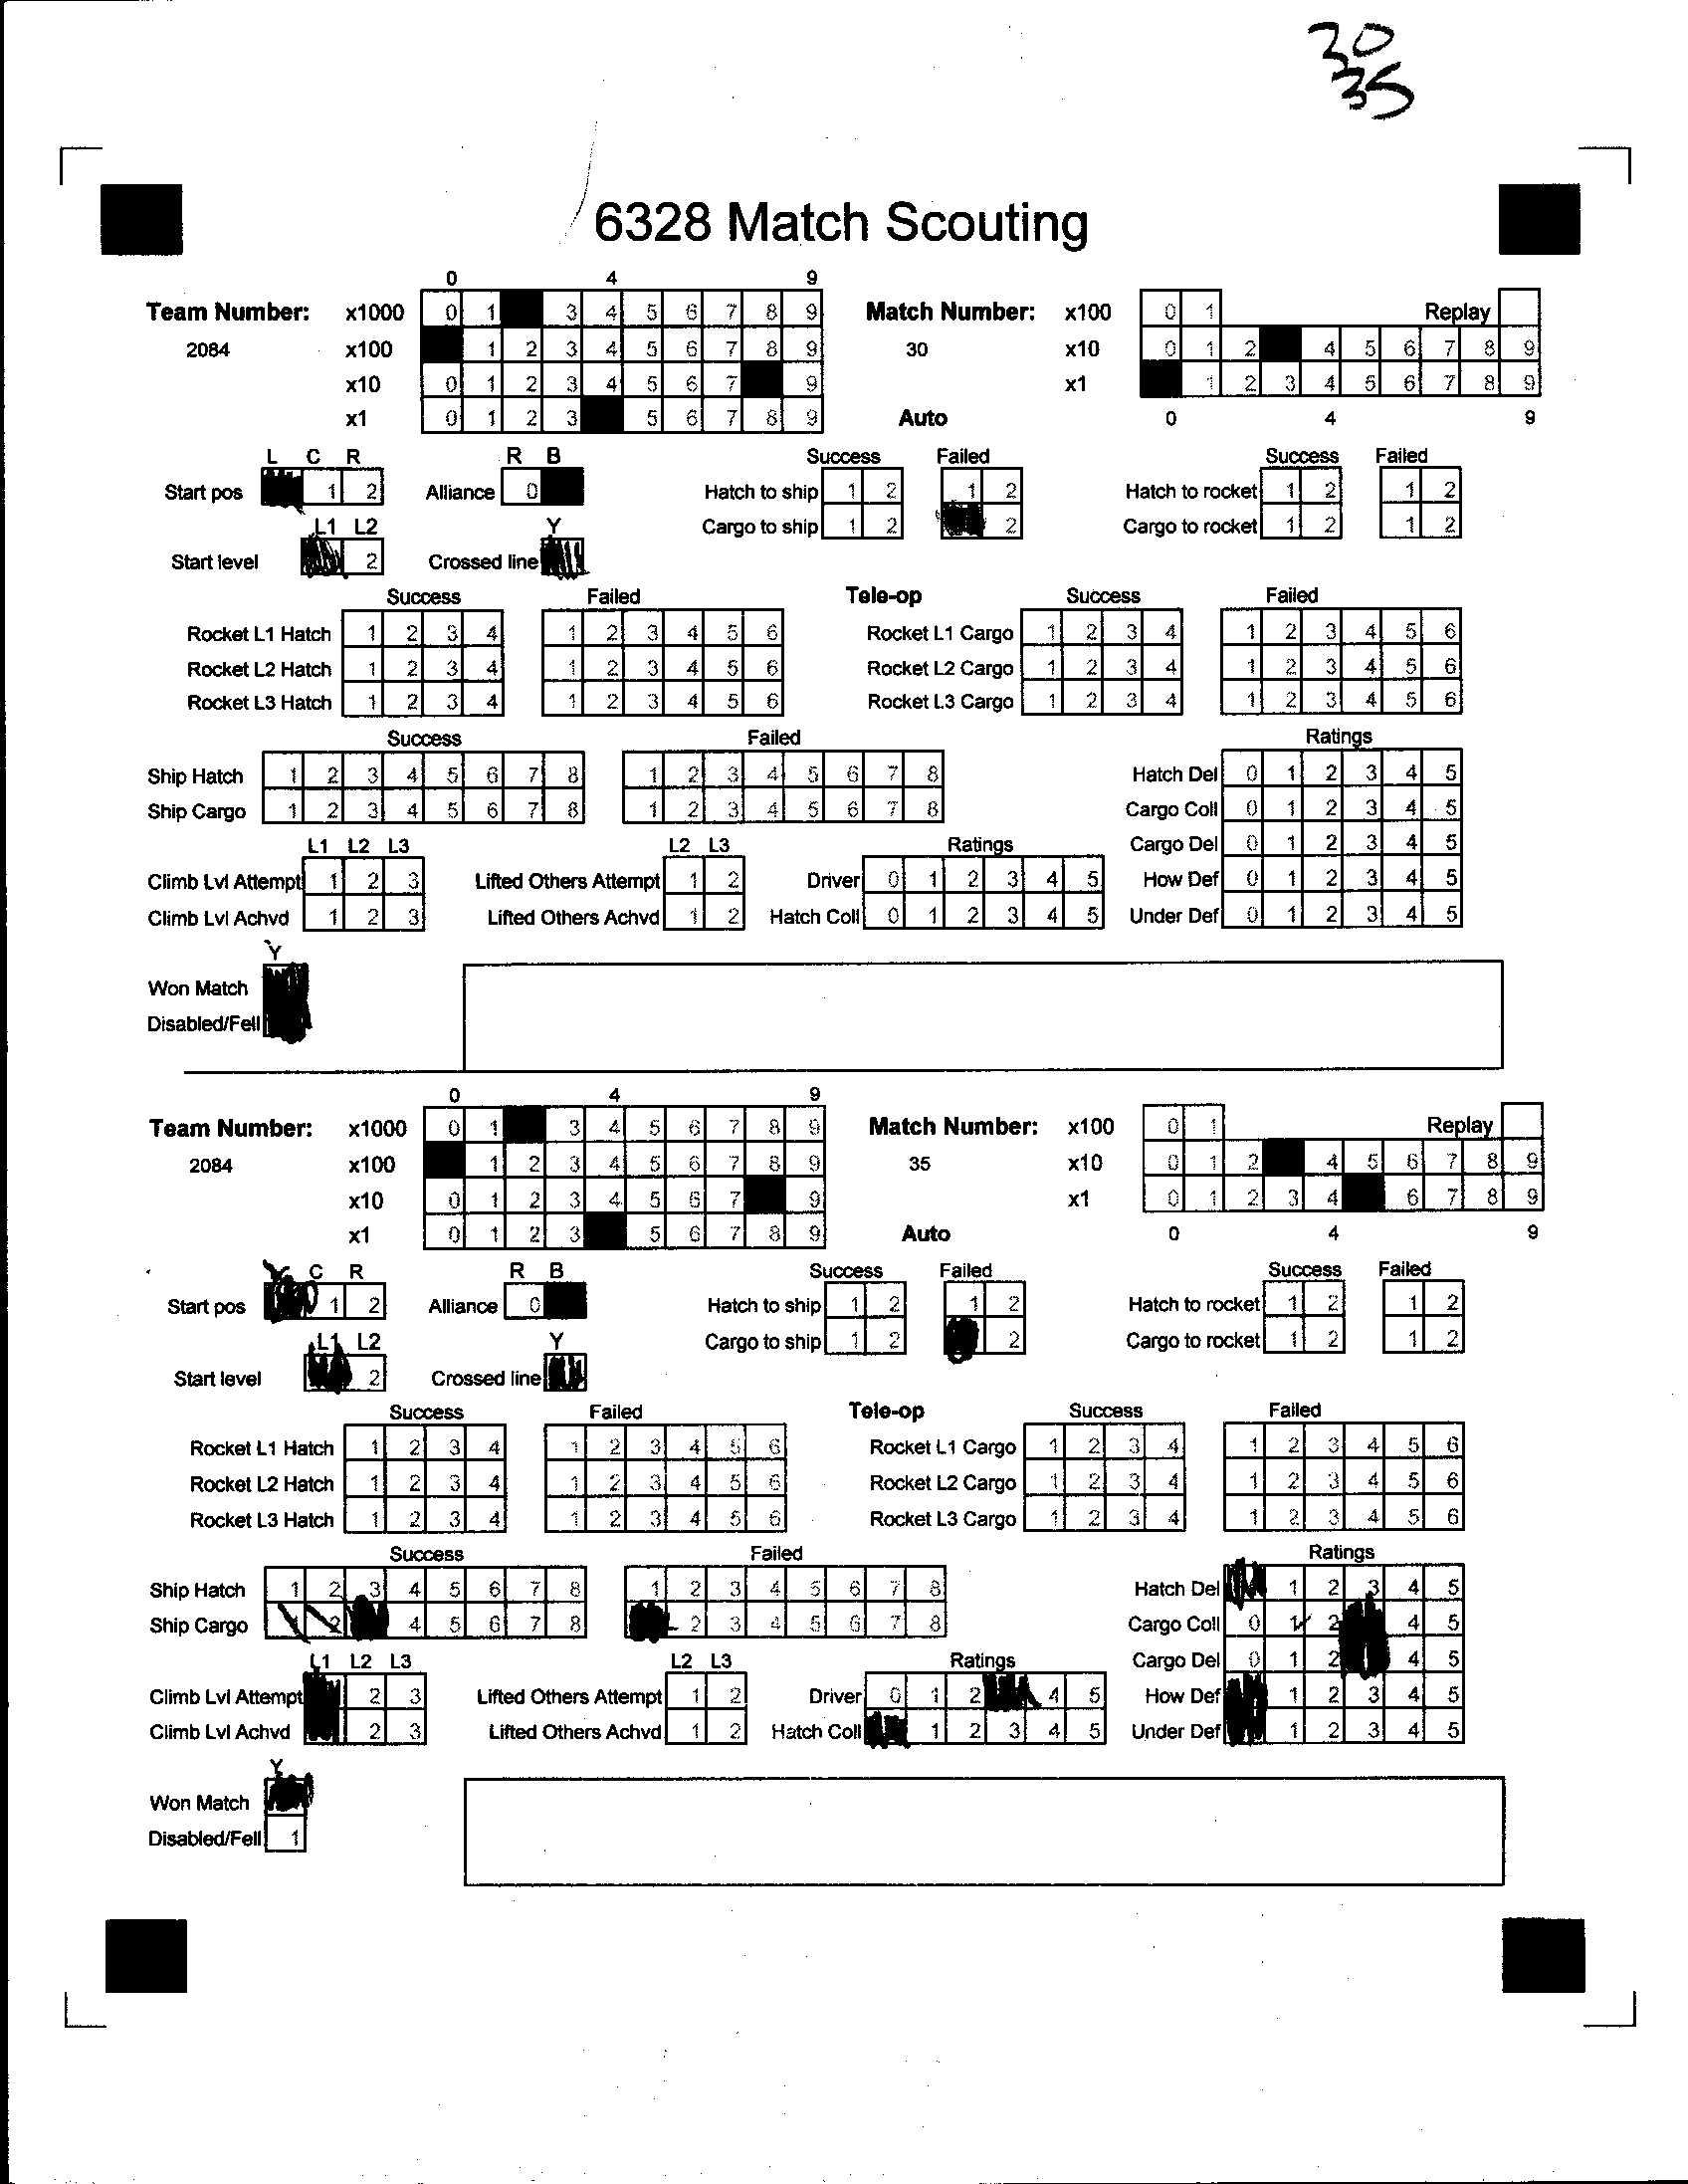 30
35
6328 Match Scouting
0 4 9
Team Number: x1000 0 1 3 4 5 6 7 8 9 Match Number: x100 0 1 Replay
2084 x100 1 2 3 4 5 6 7 8 9 30 x10 0 1 2 4 5 6 7 8 9
x10 0 1 2 3 4 5 6 7 9 x1 1 2 3 4 5 6 7 8 9
x1 0 1 2 3 5 6 7 8 9 Auto 0 4 9
L C R R B Success Failed Success Failed
Start pos 1 2 Alliance 0 Hatch to ship 1 2 1 2 Hatch to rocket 1 2 1 2
L1 L2 Y Cargo to ship 1 2 2 Cargo to rocket 1 2 1 2
Start level 2 Crossed line
Success Failed Tele-op Success Failed
Rocket L1 Hatch 1 2 3 4 1 2 3 4 5 6 Rocket L1 Cargo 1 2 3 4 1 2 3 4 5 6
Rocket L2 Hatch 1 2 3 4 1 2 3 4 5 6 Rocket L2 Cargo 1 2 3 4 1 2 3 4 5 6
Rocket L3 Hatch 1 2 3 4 1 2 3 4 5 6 Rocket L3 Cargo 1 2 3 4 1 2 3 4 5 6
Success Failed Ratings
Ship Hatch 1 2 3 4 5 6 7 8 1 2 3 4 5 6 7 8 Hatch Del 0 1 2 3 4 5
Ship Cargo 1 2 3 4 5 6 7 8 1 2 3 4 5 6 7 8 Cargo Coll 0 1 2 3 4 5
L1 L2 L3 L2 L3 Ratings Cargo Del 0 1 2 3 4 5
Climb Lvl Attempt 1 2 3 Lifted Others Attempt 1 2 Driver 0 1 2 3 4 5 How Def 0 1 2 3 4 5
Climb Lvl Achvd 1 2 3 Lifted Others Achvd 1 2 Hatch Coll 0 1 2 3 4 5 Under Def 0 1 2 3 4 5
Y
Won Match
Disabled/Fell
0 4 9
Team Number: x1000 0 1 3 4 5 6 7 8 9 Match Number: x100 0 1 Replay
2084 x100 1 2 3 4 5 6 7 8 9 35 x10 0 1 2 4 5 6 7 8 9
x10 0 1 2 3 4 5 6 7 9 x1 0 1 2 3 4 6 7 8 9
x1 0 1 2 3 5 6 7 8 9 Auto 0 4 9
C R R B Success Failed Success Failed
Start pos 1 2 Alliance 0 Hatch to ship 1 2 1 2 Hatch to rocket 1 2 1 2
L1 L2 Y Cargo to ship 1 2 2 Cargo to rocket 1 2 1 2
Start level 2 Crossed line
Success Failed Tele-op Success Failed
Rocket L1 Hatch 1 2 3 4 1 2 3 4 5 6 Rocket L1 Cargo 1 2 3 4 1 2 3 4 5 6
Rocket L2 Hatch 1 2 3 4 1 2 3 4 5 6 Rocket L2 Cargo 1 2 3 4 1 2 3 4 5 6
Rocket L3 Hatch 1 2 3 4 1 2 3 4 5 6 Rocket L3 Cargo 1 2 3 4 1 2 3 4 5 6
Success Failed Ratings
Ship Hatch 1 2 3 4 5 6 7 8 1 2 3 4 5 6 7 8 Hatch Del 1 2 3 4 5
Ship Cargo 2 4 5 6 7 8 2 3 4 5 6 7 8 Cargo Coll 0 1 2 4 5
L1 L2 L3 L2 L3 Ratings Cargo Del 0 1 2 4 5
Climb Lvl Attempt 2 3 Lifted Others Attempt 1 2 Driver 0 1 2 4 5 How Def 1 2 3 4 5
Climb Lvl Achvd 2 3 Lifted Others Achvd 1 2 Hatch Coll 1 2 3 4 5 Under Def 1 2 3 4 5
Y
Won Match
Disabled/Fell 1